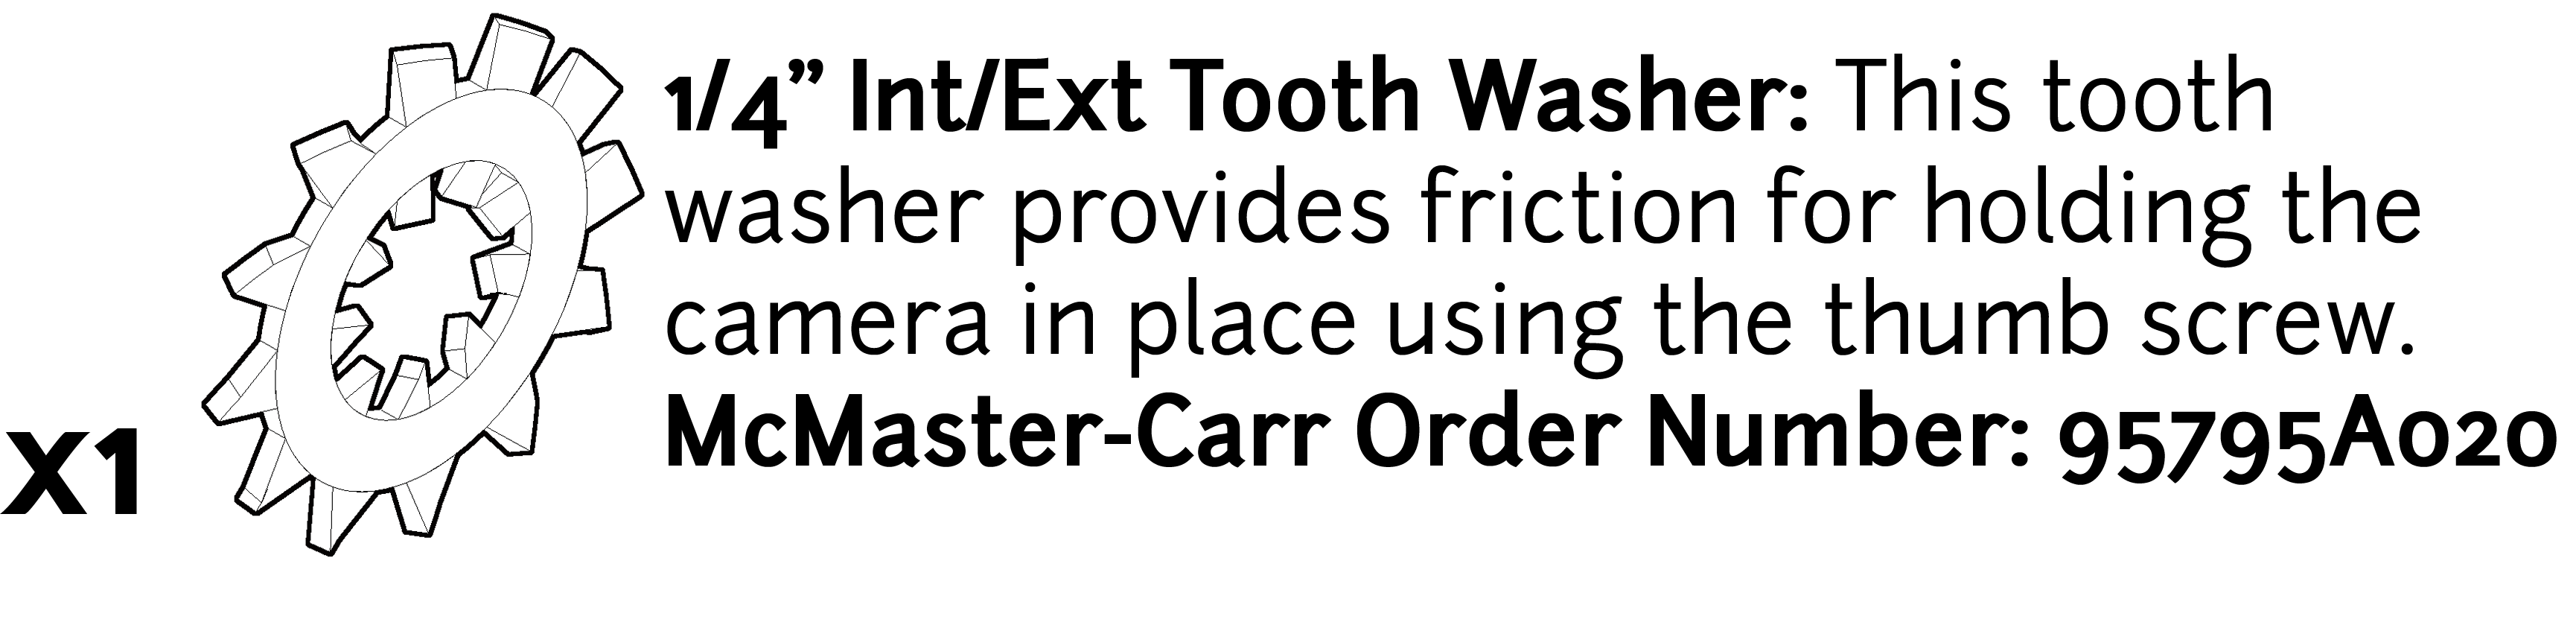 1/4” Int/Ext Tooth Washer: This tooth
washer provides friction for holding the
camera in place using the thumb screw.
McMaster-Carr Order Number: 95795A020
x1